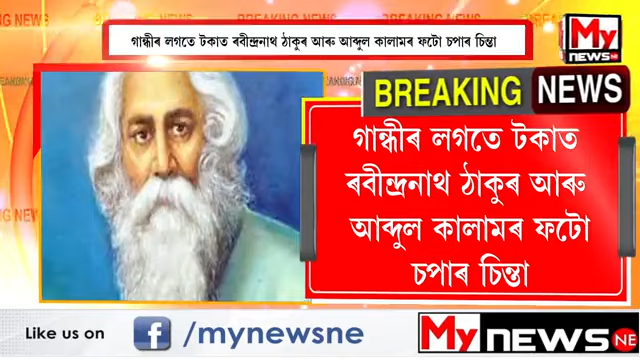 গান্ধীৰ লগতে টকাত ৰবীন্দ্ৰনাথ ঠাকুৰ আৰু আব্দুল কালামৰ ফটো চপাৰ চিন্তা
My
NEWS NE
BREAKING NEWS
গান্ধীৰ লগতে টকাত
ৰবীন্দ্ৰনাথ ঠাকুৰ আৰু
আব্দুল কালামৰ ফটো
চপাৰ চিন্তা
Like us on f /mynewsne
My NEWS NE